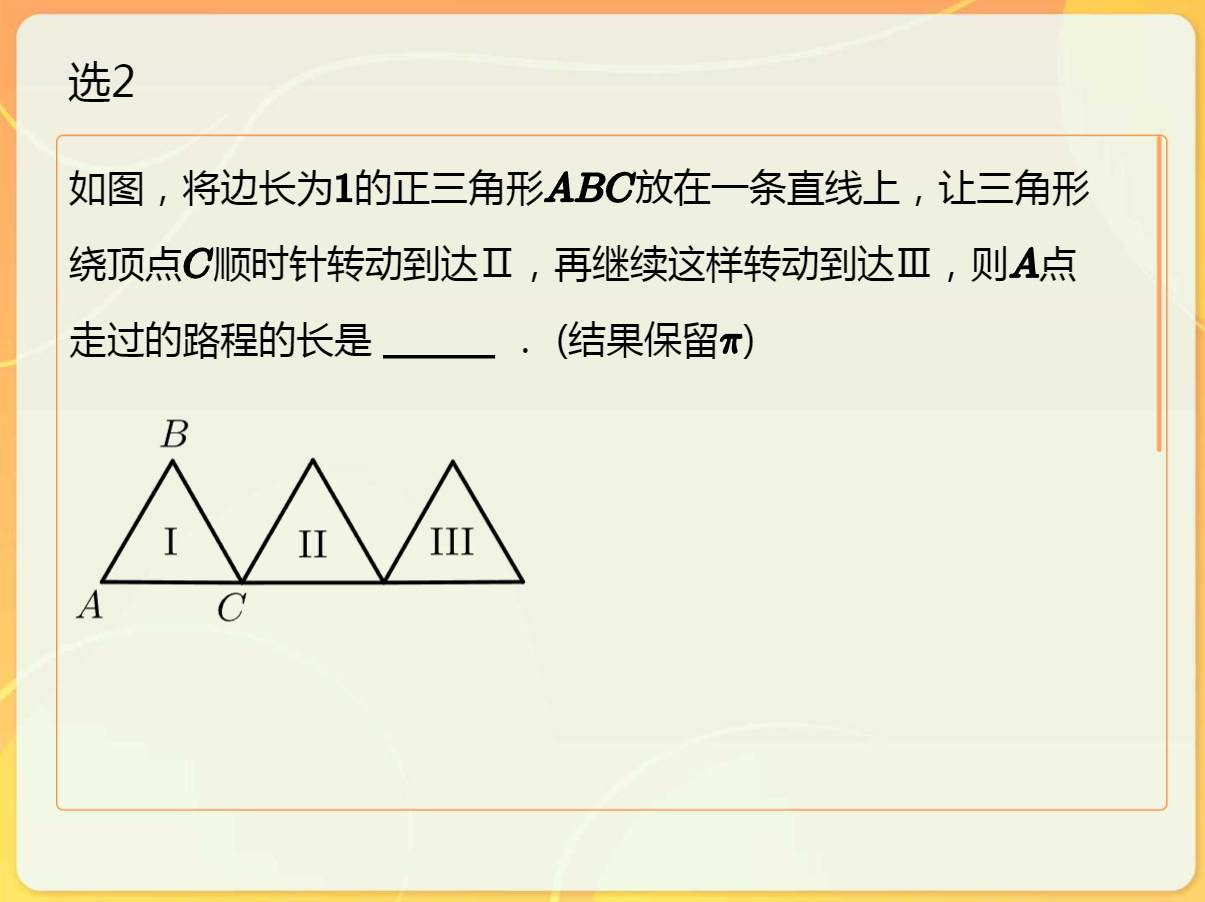 选2
如图，将边长为1的正三角形ABC放在一条直线上，让三角形
绕顶点C顺时针转动到达Ⅱ，再继续这样转动到达Ⅲ，则A点
走过的路程的长是 ______ ．(结果保留π)
B
I II III
A C